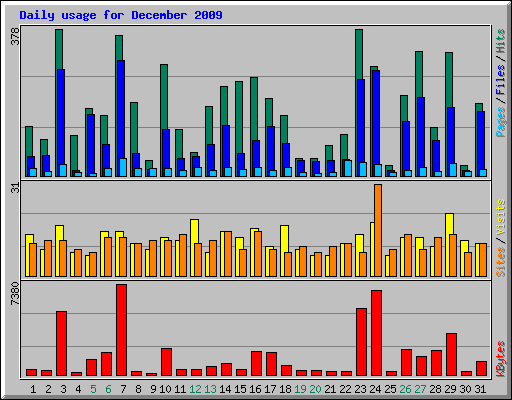 Daily usage for December 2009
378
Pages / Files / Hits
31
Sites / Visits
7380
KBytes
1 2 3 4 5 6 7 8 9 10 11 12 13 14 15 16 17 18 19 20 21 22 23 24 25 26 27 28 29 30 31